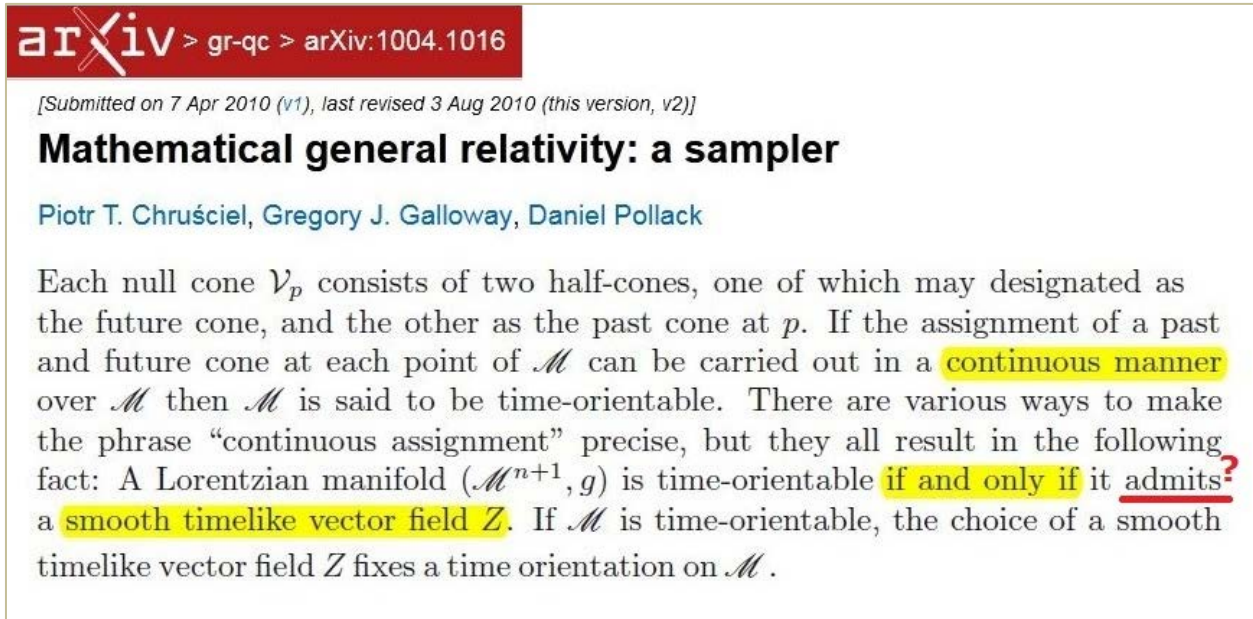 arXiv > gr-qc > arXiv:1004.1016
[Submitted on 7 Apr 2010 (v1), last revised 3 Aug 2010 (this version, v2)]
Mathematical general relativity: a sampler
Piotr T. Chruściel, Gregory J. Galloway, Daniel Pollack
Each null cone 𝒱ₚ consists of two half-cones, one of which may designated as
the future cone, and the other as the past cone at p. If the assignment of a past
and future cone at each point of ℳ can be carried out in a continuous manner
over ℳ then ℳ is said to be time-orientable. There are various ways to make
the phrase “continuous assignment” precise, but they all result in the following
fact: A Lorentzian manifold (ℳⁿ⁺¹, g) is time-orientable if and only if it admits?
a smooth timelike vector field Z. If ℳ is time-orientable, the choice of a smooth
timelike vector field Z fixes a time orientation on ℳ.